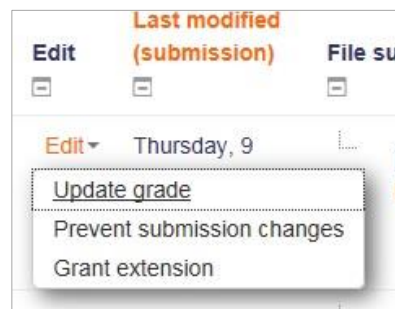 Last modified
Edit (submission) File su
Edit Thursday, 9
Update grade
Prevent submission changes
Grant extension